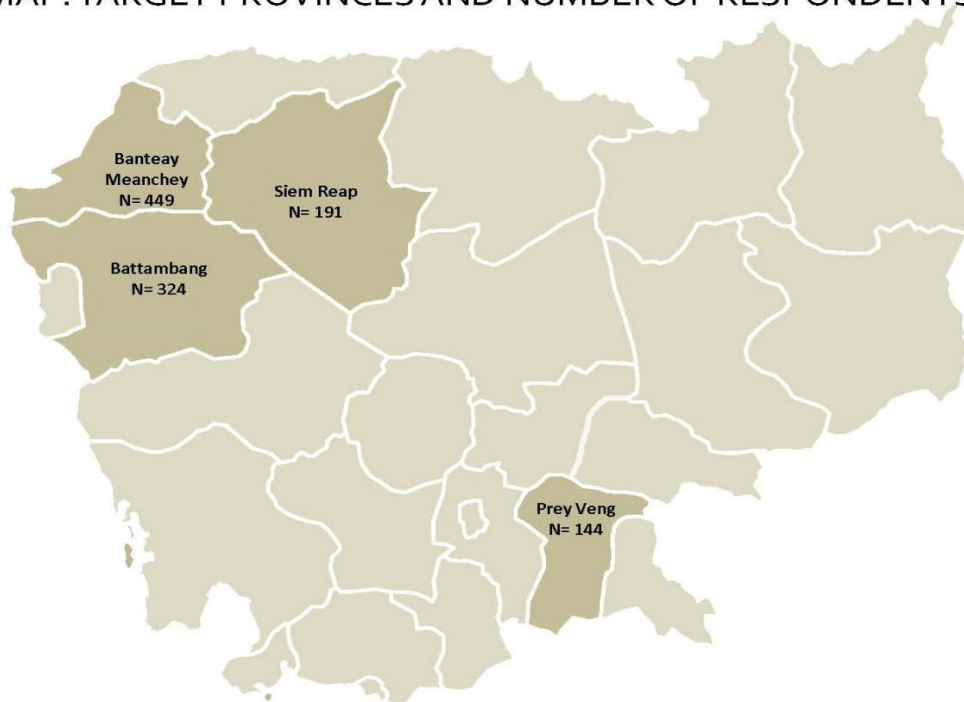 MAP: TARGET PROVINCES AND NUMBER OF RESPONDENTS
Banteay
Meanchey
N= 449
Siem Reap
N= 191
Battambang
N= 324
Prey Veng
N= 144